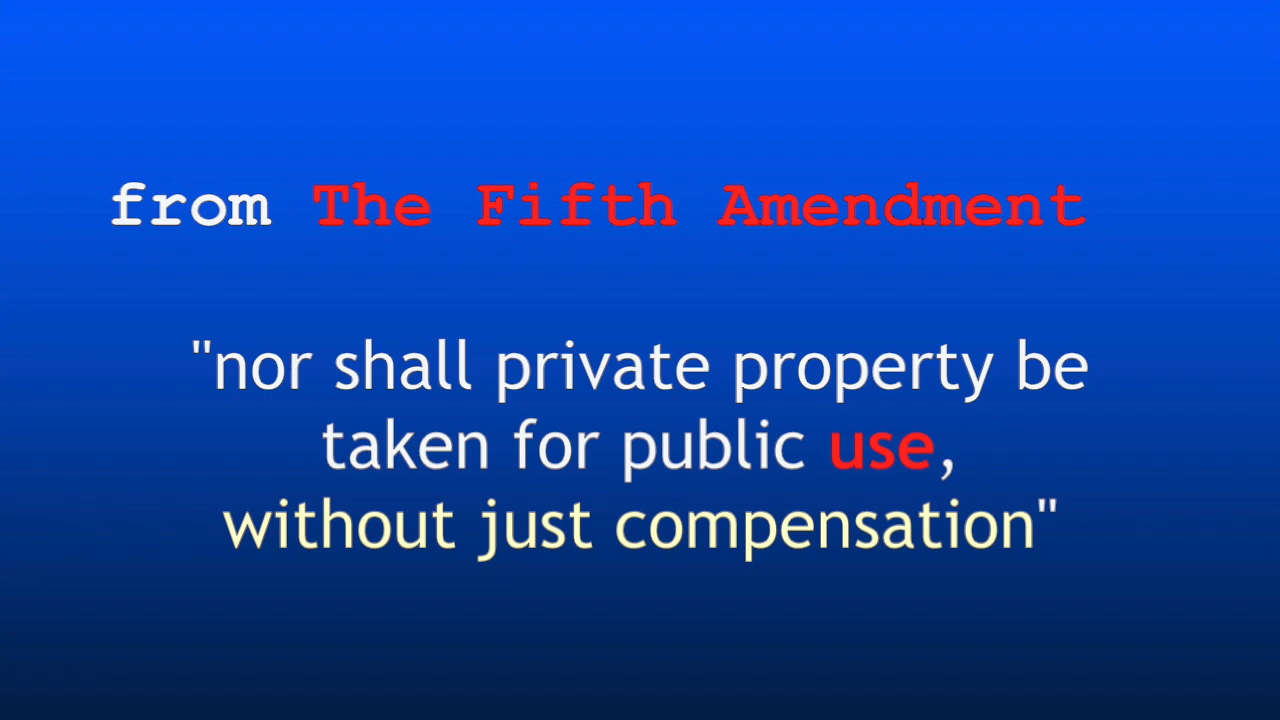 from The Fifth Amendment
"nor shall private property be
taken for public use,
without just compensation"